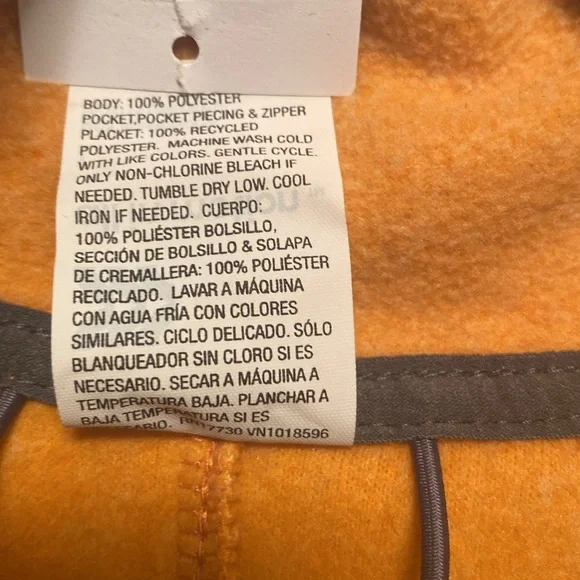 BODY: 100% POLYESTER
POCKET,POCKET PIECING & ZIPPER
PLACKET: 100% RECYCLED
POLYESTER. MACHINE WASH COLD
WITH LIKE COLORS. GENTLE CYCLE.
ONLY NON-CHLORINE BLEACH IF
NEEDED. TUMBLE DRY LOW. COOL
IRON IF NEEDED. CUERPO:
100% POLIÉSTER BOLSILLO,
SECCIÓN DE BOLSILLO & SOLAPA
DE CREMALLERA: 100% POLIÉSTER
RECICLADO. LAVAR A MÁQUINA
CON AGUA FRÍA CON COLORES
SIMILARES. CICLO DELICADO. SÓLO
BLANQUEADOR SIN CLORO SI ES
NECESARIO. SECAR A MÁQUINA A
TEMPERATURA BAJA. PLANCHAR A
BAJA TEMPERATURA SI ES
NECESARIO. RN17730 VN1018596